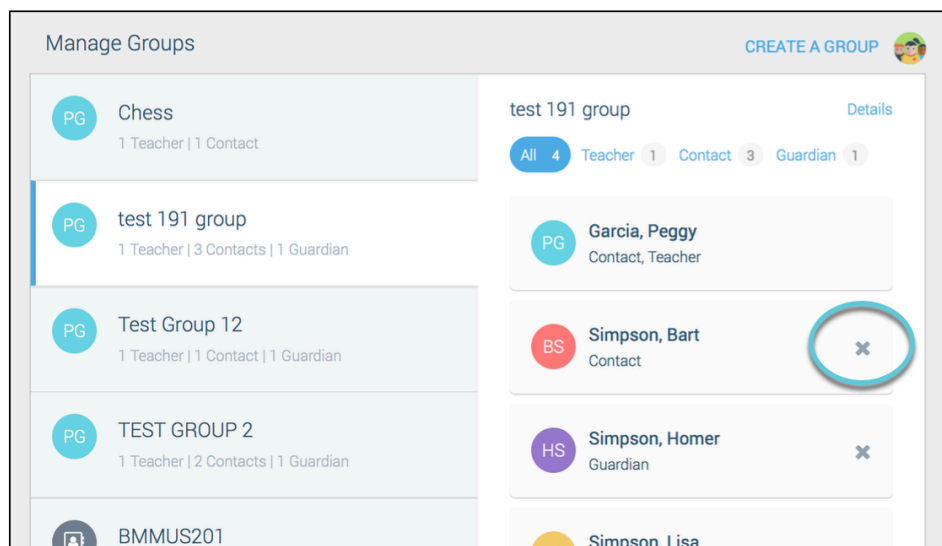 Manage Groups
CREATE A GROUP
PG
Chess
1 Teacher | 1 Contact
PG
test 191 group
1 Teacher | 3 Contacts | 1 Guardian
PG
Test Group 12
1 Teacher | 1 Contact | 1 Guardian
PG
TEST GROUP 2
1 Teacher | 2 Contacts | 1 Guardian
BMMUS201
test 191 group
Details
All 4 Teacher 1 Contact 3 Guardian 1
PG
Garcia, Peggy
Contact, Teacher
BS
Simpson, Bart
Contact
HS
Simpson, Homer
Guardian
Simpson, Lisa